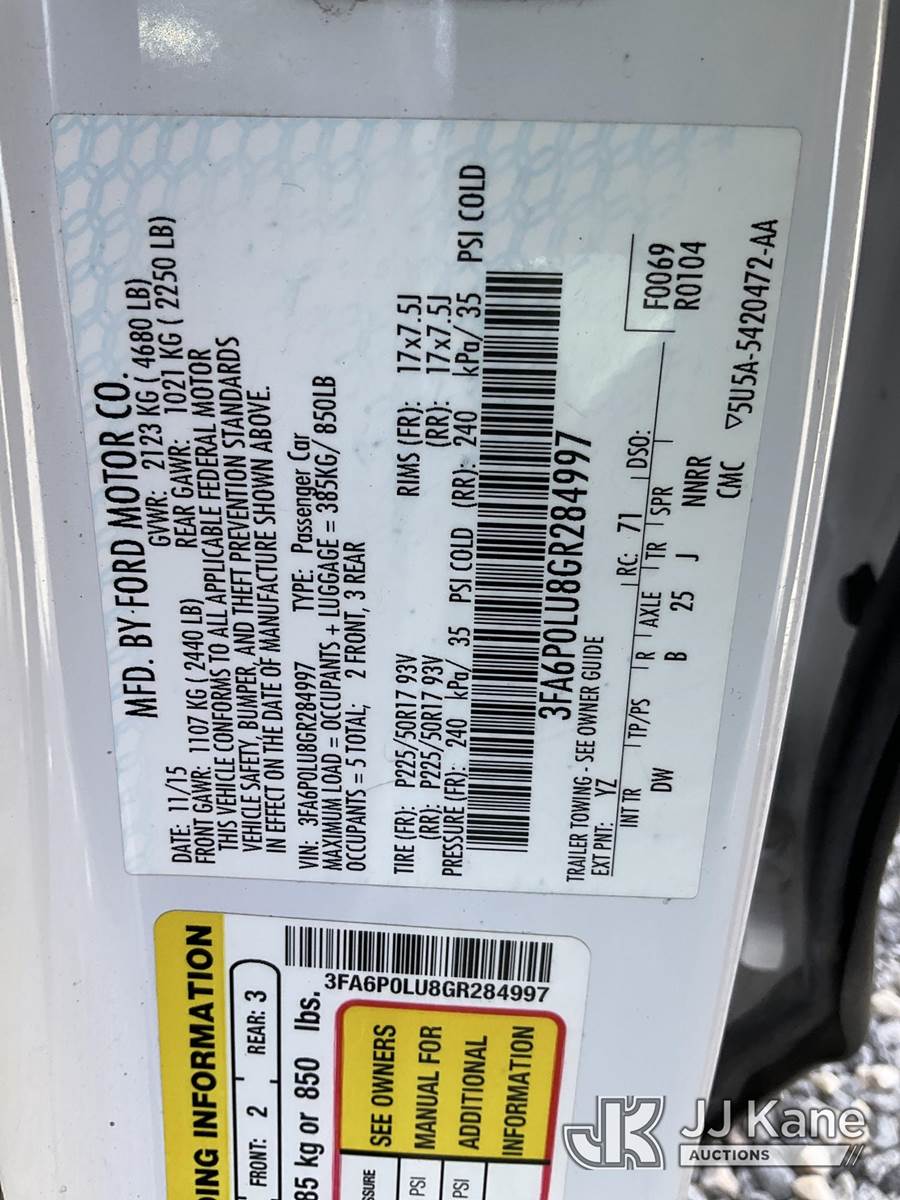 MFD. BY FORD MOTOR CO.
DATE: 11/15 GVWR: 2123 KG ( 4680 LB)
FRONT GAWR: 1107 KG ( 2440 LB) REAR GAWR: 1021 KG ( 2250 LB)
THIS VEHICLE CONFORMS TO ALL APPLICABLE FEDERAL MOTOR
VEHICLE SAFETY, BUMPER, AND THEFT PREVENTION STANDARDS
IN EFFECT ON THE DATE OF MANUFACTURE SHOWN ABOVE.
VIN: 3FA6P0LU8GR284997 TYPE: Passenger Car
MAXIMUM LOAD = OCCUPANTS + LUGGAGE = 385KG/ 850LB
OCCUPANTS = 5 TOTAL; 2 FRONT, 3 REAR
TIRE (FR): P225/50R17 93V RIMS (FR): 17x7.5J
(RR): P225/50R17 93V (RR): 17x7.5J
PRESSURE (FR): 240 kPa/ 35 PSI COLD (RR): 240 kPa/ 35 PSI COLD
3FA6P0LU8GR284997
TRAILER TOWING - SEE OWNER GUIDE
EXT PNT: YZ RC: 71 DSO: F0069
R0104
INT TR TP/PS R AXLE TR SPR
DW B 25 J NNRR
CMC ▽5U5A-5420472-AA
DING INFORMATION
FRONT: 2 REAR: 3
85 kg or 850 lbs.
3FA6P0LU8GR284997
SSURE SEE OWNERS
PSI MANUAL FOR
PSI ADDITIONAL
INFORMATION
JK JJ Kane
AUCTIONS